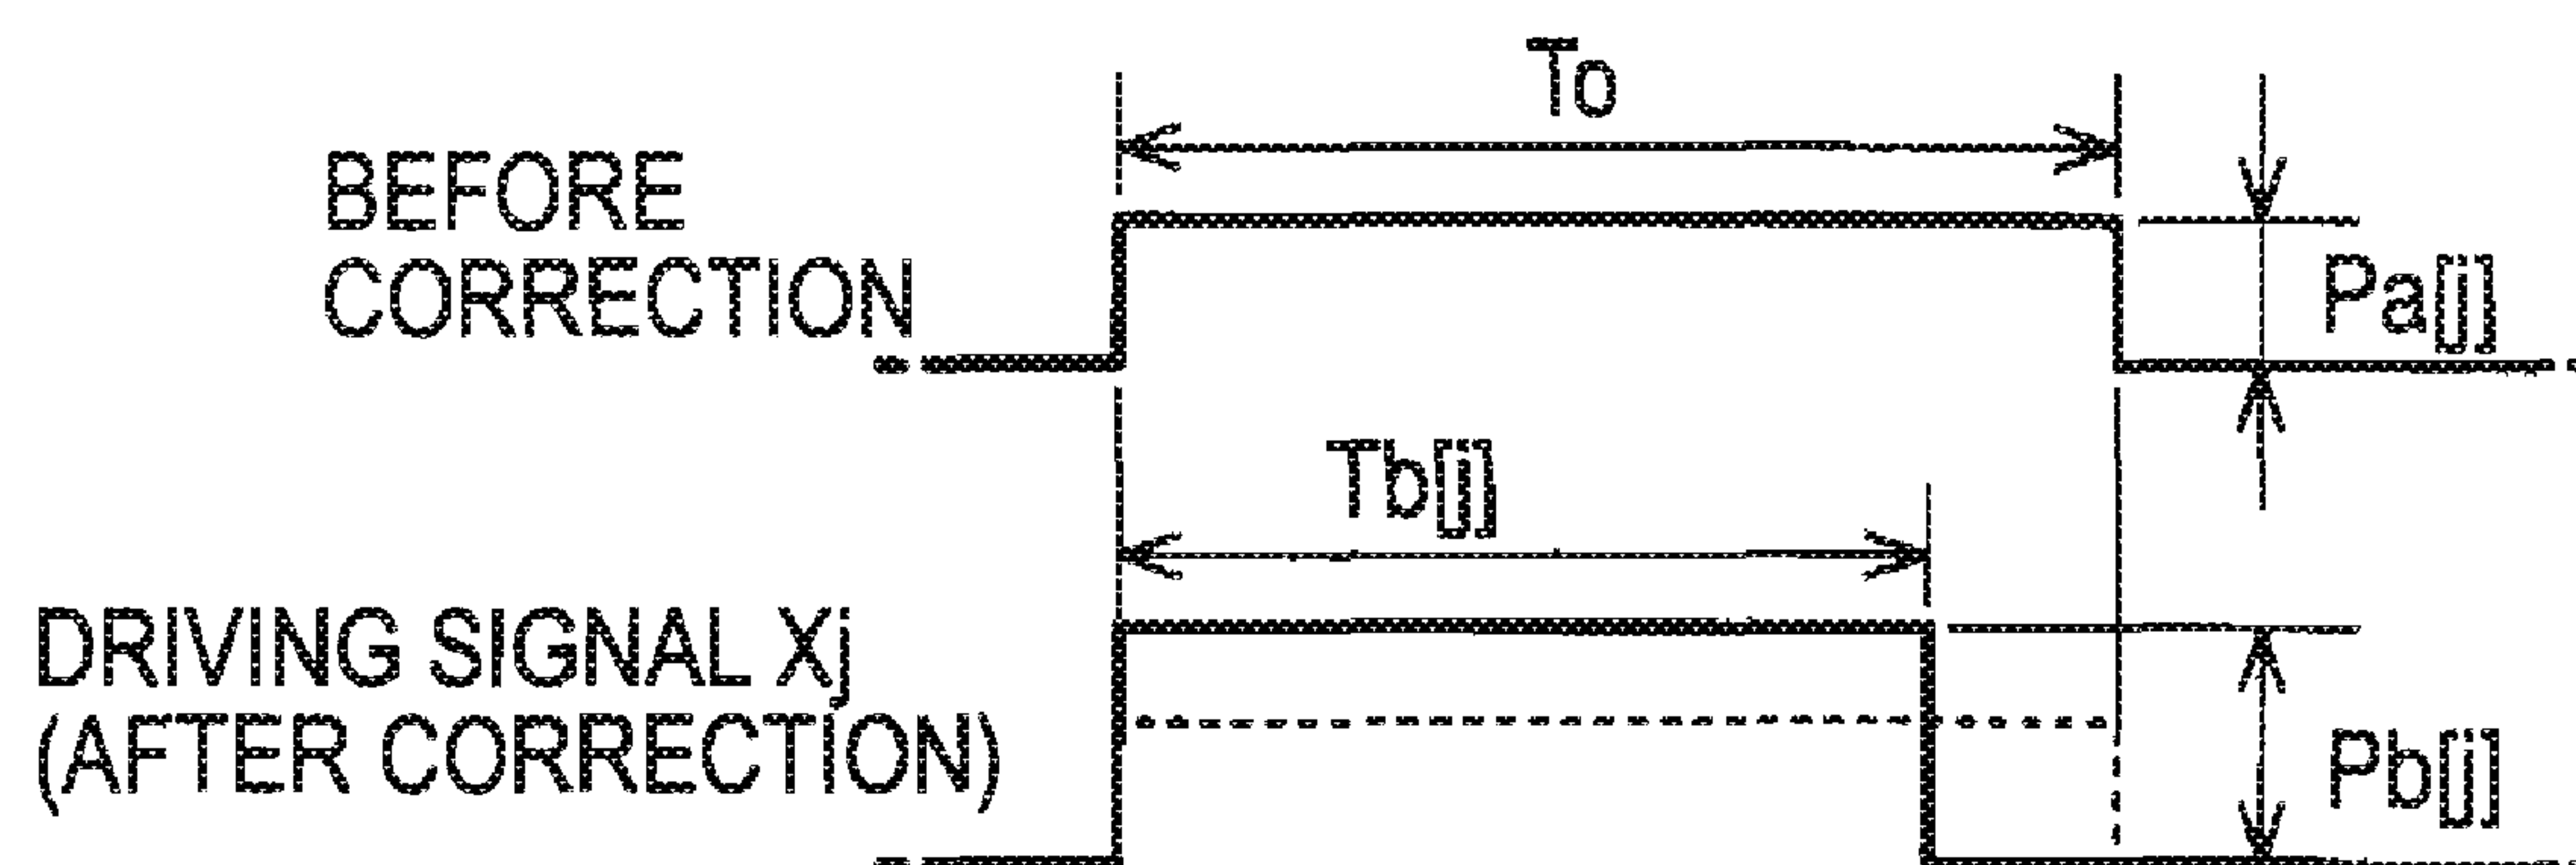 To
BEFORE
CORRECTION
Pa[j]
Tb[j]
DRIVING SIGNAL Xj
(AFTER CORRECTION)
Pb[j]